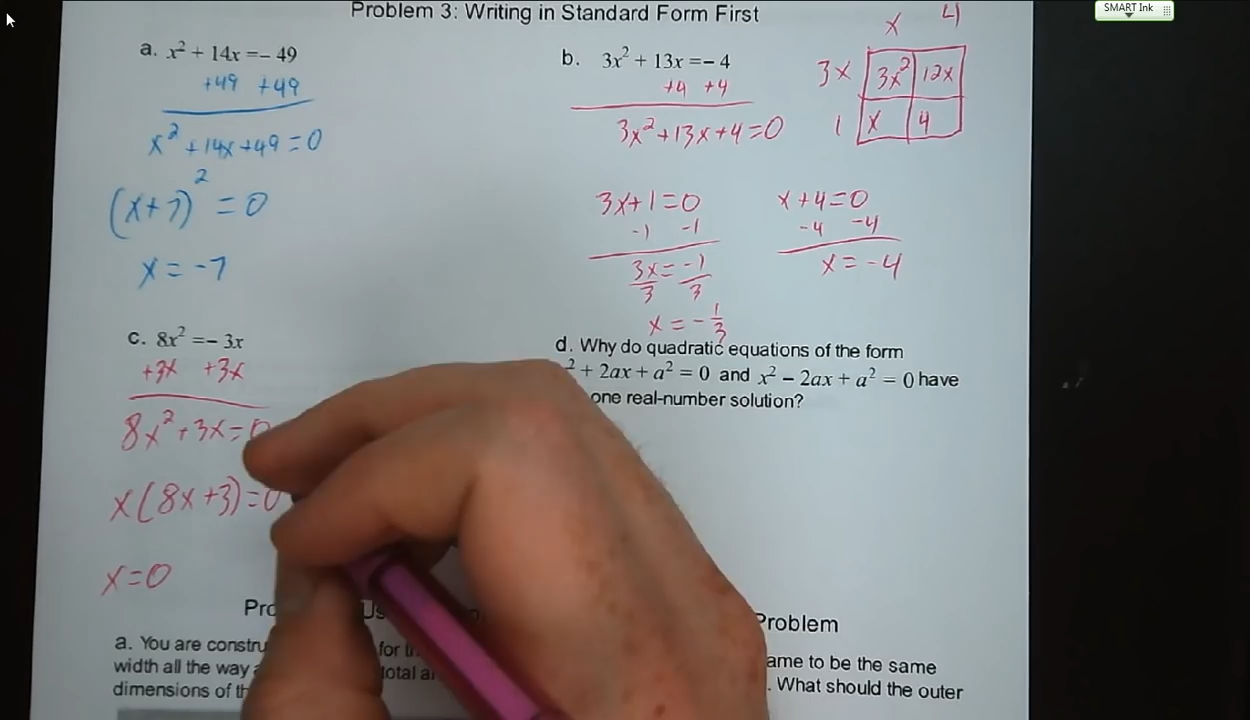 SMART Ink
Problem 3: Writing in Standard Form First
a. x² + 14x = – 49
+49 +49
x² + 14x + 49 = 0
(x+7)² = 0
x = -7
b. 3x² + 13x = – 4
+4 +4
3x² + 13x + 4 = 0
x 4
3x 3x² 12x
1 x 4
3x+1=0
-1 -1
3x = -1
3 3
x = -1/3
x+4=0
-4 -4
x = -4
c. 8x² = – 3x
+3x +3x
8x² + 3x = 0
x(8x+3)=0
x=0
d. Why do quadratic equations of the form
² + 2ax + a² = 0 and x² – 2ax + a² = 0 have
one real-number solution?
Problem
a. You are for
width all the way total ame to be the same
dimensions of . What should the outer